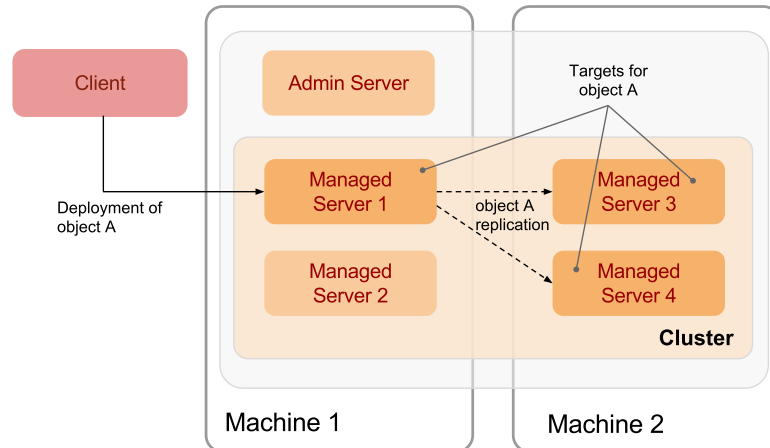 Client
Admin Server
Targets for
object A
Managed
Server 1
Managed
Server 3
Deployment of
object A
object A
replication
Managed
Server 2
Managed
Server 4
Cluster
Machine 1
Machine 2